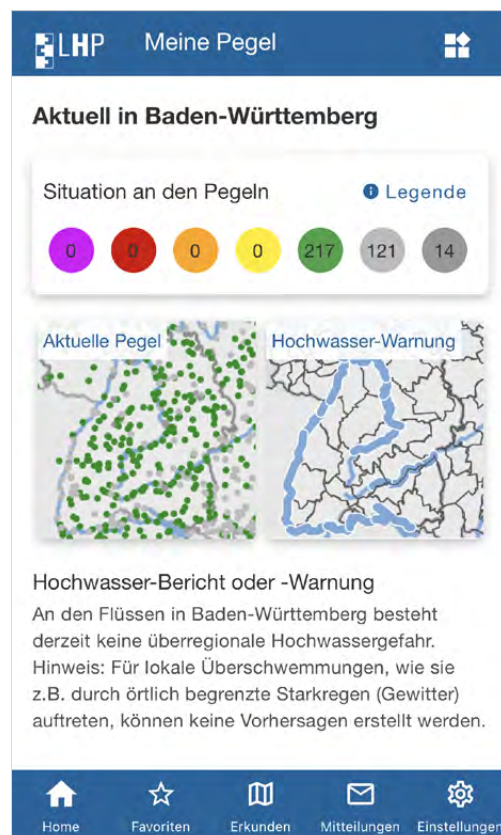 LHP Meine Pegel
Aktuell in Baden-Württemberg
Situation an den Pegeln Legende
0 0 0 0 217 121 14
Aktuelle Pegel Hochwasser-Warnung
Hochwasser-Bericht oder -Warnung
An den Flüssen in Baden-Württemberg besteht
derzeit keine überregionale Hochwassergefahr.
Hinweis: Für lokale Überschwemmungen, wie sie
z.B. durch örtlich begrenzte Starkregen (Gewitter)
auftreten, können keine Vorhersagen erstellt werden.
Home Favoriten Erkunden Mitteilungen Einstellungen